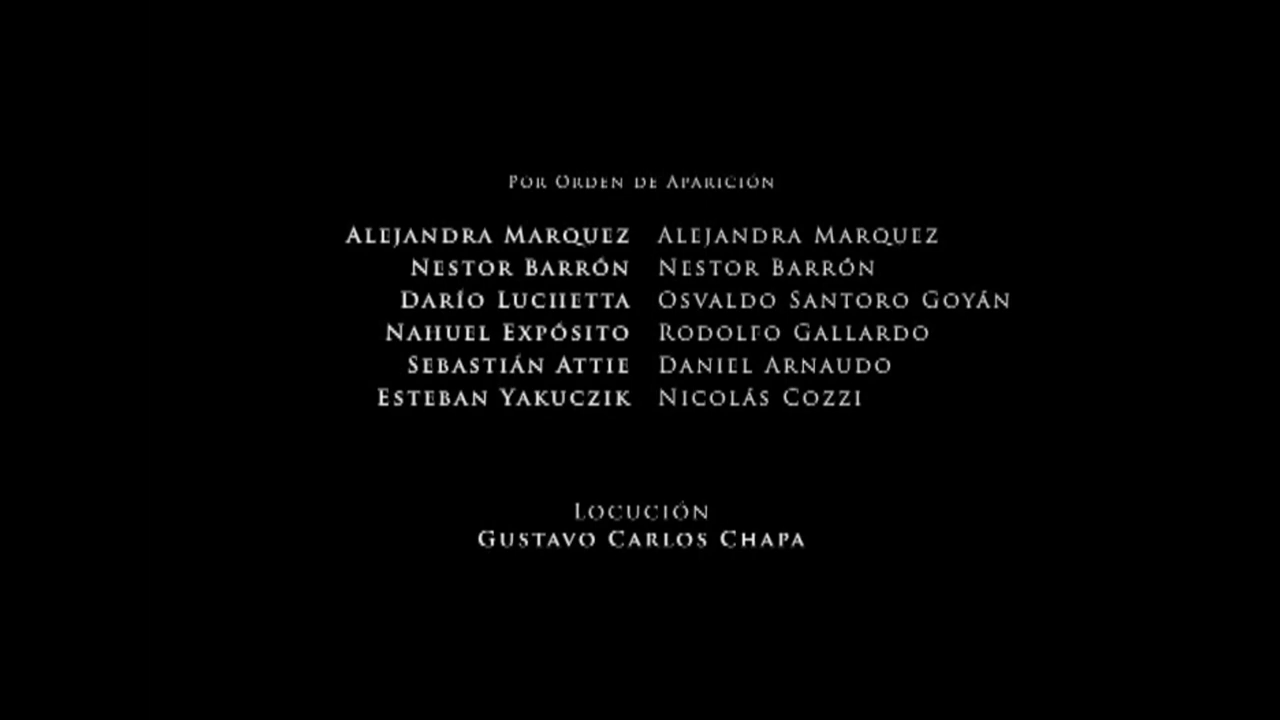 Por Orden de Aparición
Alejandra Marquez Alejandra Marquez
Nestor Barrón Nestor Barrón
Darío Luchetta Osvaldo Santoro Goyán
Nahuel Expósito Rodolfo Gallardo
Sebastián Attie Daniel Arnaudo
Esteban Yakuczik Nicolás Cozzi
Locución
Gustavo Carlos Chapa